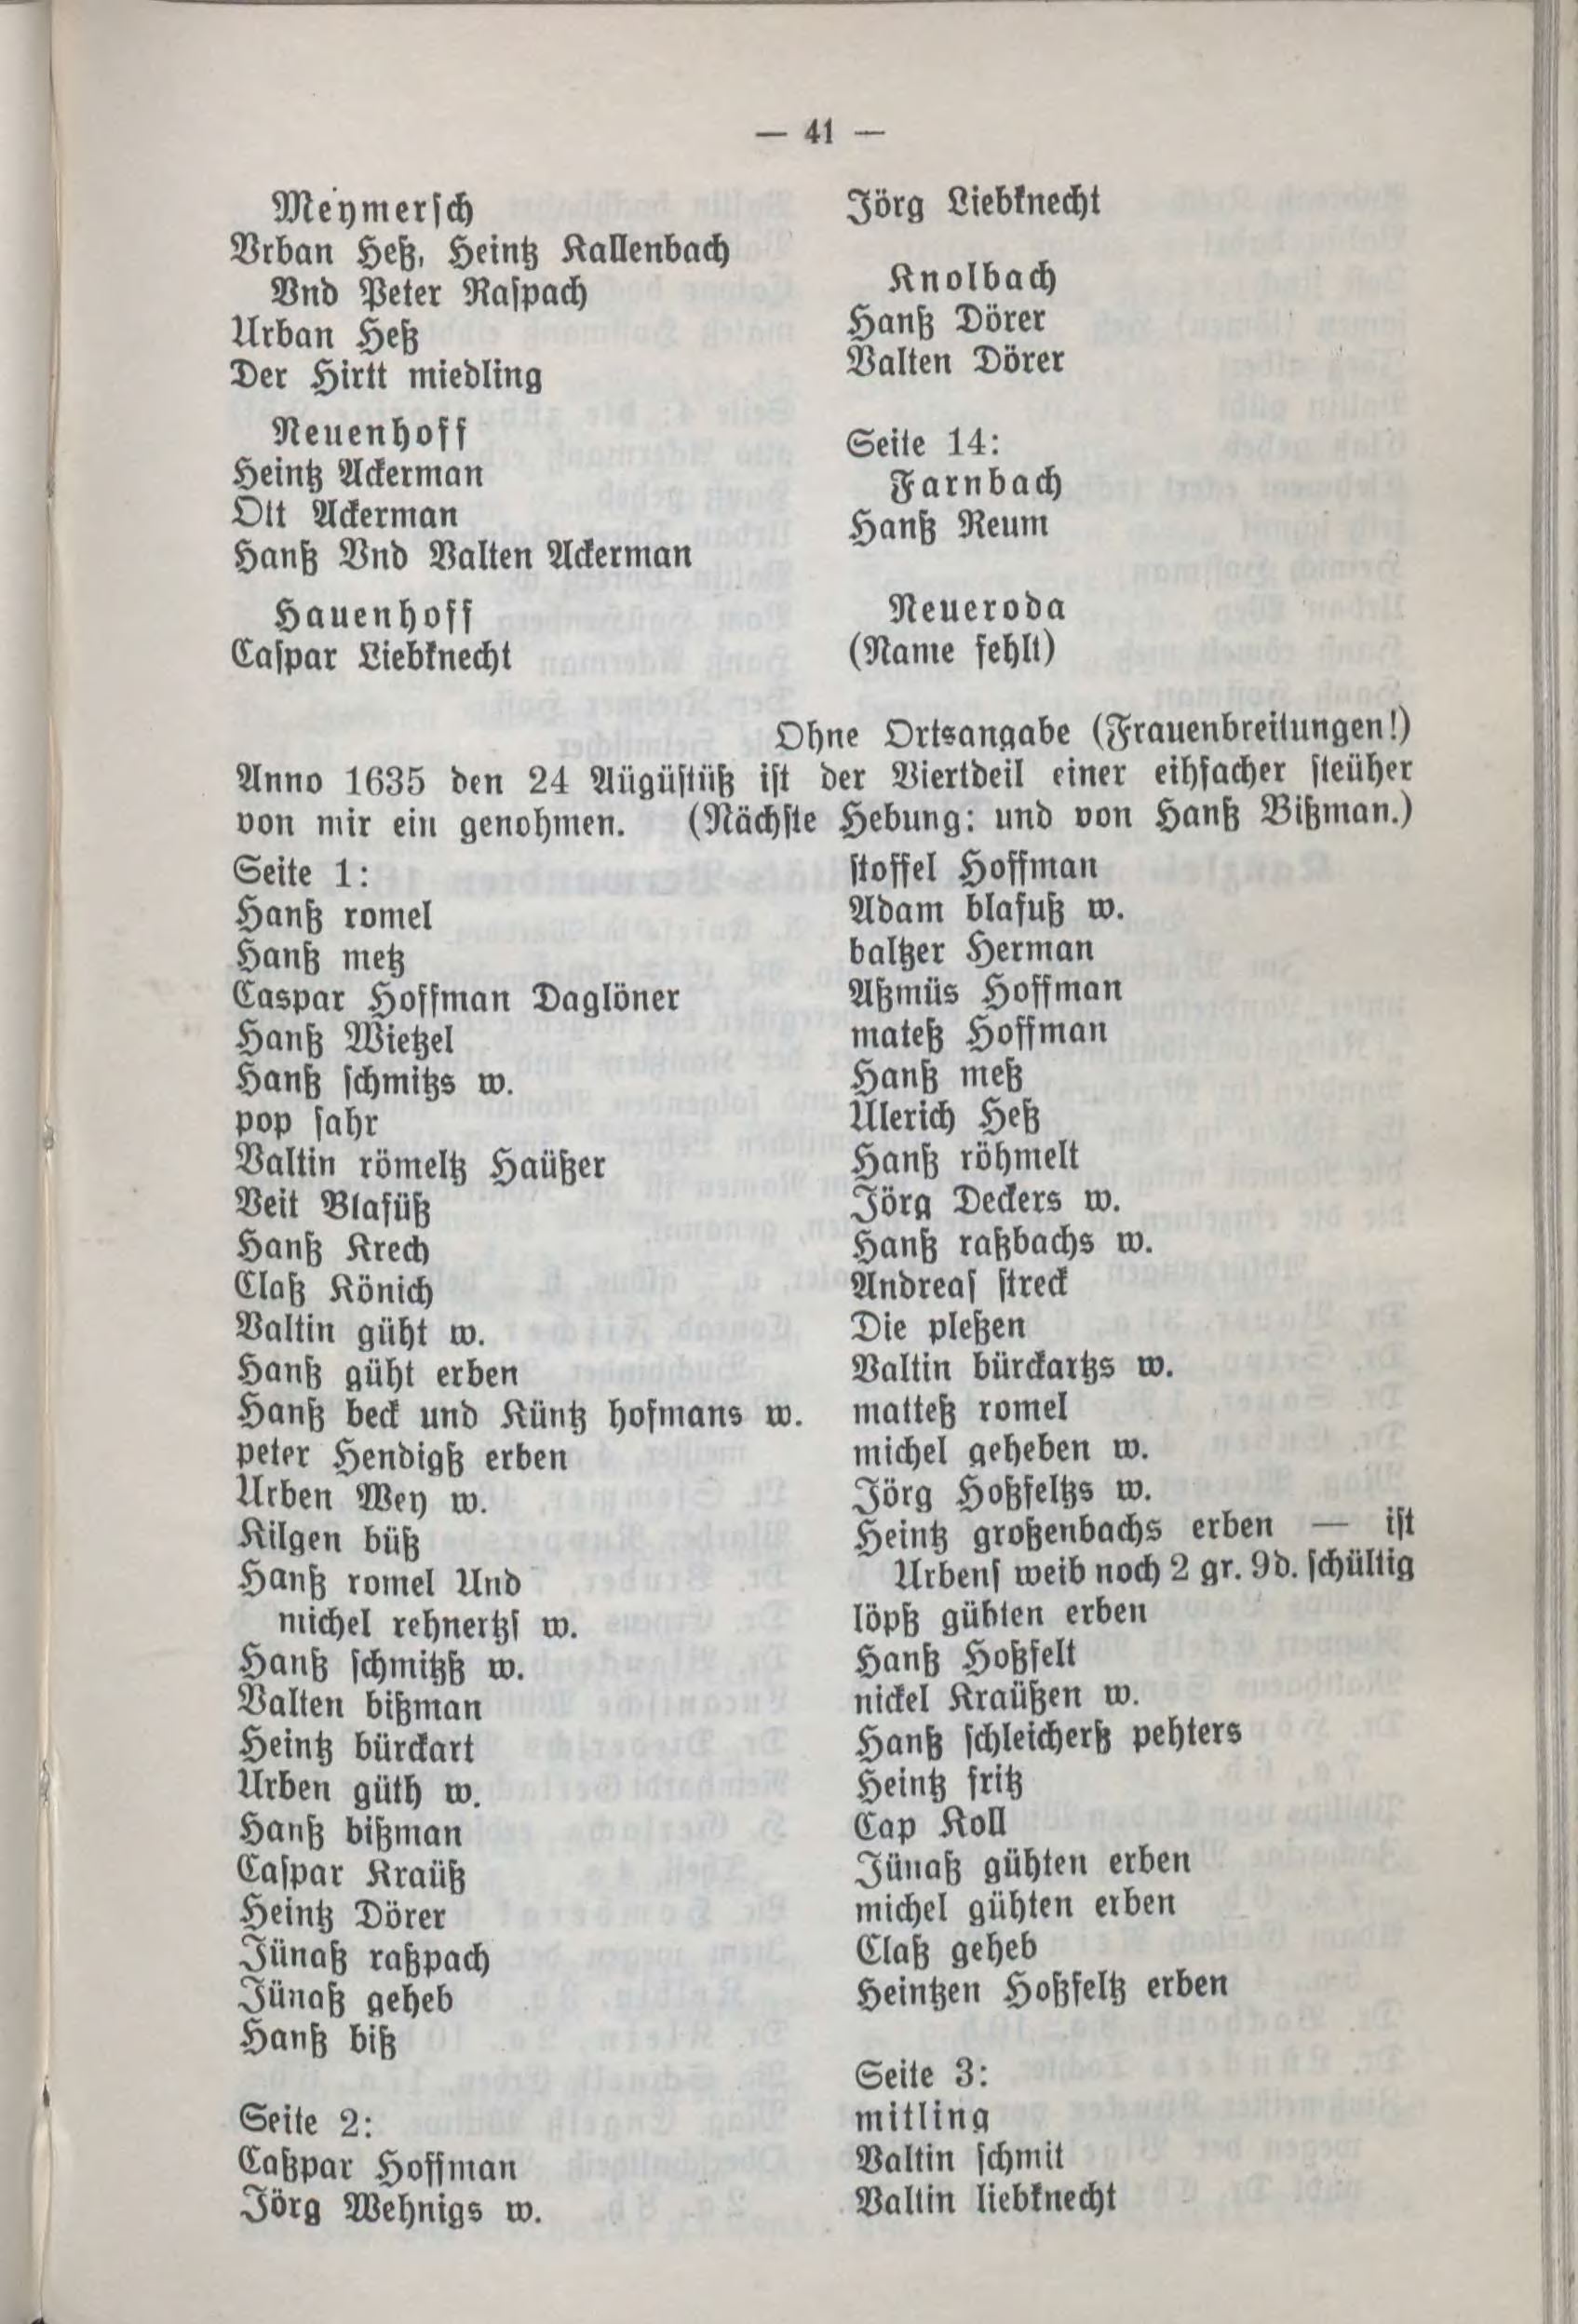 — 41 —
Meymersch
Vrban Heß, Heintz Kallenbach
Vnd Peter Raspach
Urban Heß
Der Hirtt miedling
Neuenhoff
Heintz Ackerman
Ott Ackerman
Hanß Vnd Valten Ackerman
Hauenhoff
Caspar Liebknecht
Jörg Liebknecht
Knolbach
Hanß Dörer
Valten Dörer
Seite 14:
Farnbach
Hanß Reum
Neueroda
(Name fehlt)
Ohne Ortsangabe (Frauenbreitungen!)
Anno 1635 den 24 Aügüstüß ist der Viertdeil einer eihfacher steüher
von mir ein genohmen. (Nächste Hebung: und von Hanß Bißman.)
Seite 1:
Hanß romel
Hanß metz
Caspar Hoffman Daglöner
Hanß Wietzel
Hanß schmitzs w.
pop sahr
Valtin römeltz Haüßer
Veit Blafüß
Hanß Krech
Claß Könich
Valtin güht w.
Hanß güht erben
Hanß beck und Küntz hofmans w.
peter Hendigß erben
Urben Wey w.
Kilgen büß
Hanß romel Und
michel rehnertzs w.
Hanß schmitzß w.
Valten bißman
Heintz bürckart
Urben güth w.
Hanß bißman
Caspar Kraüß
Heintz Dörer
Jünaß raßpach
Jünaß geheb
Hanß biß
Seite 2:
Caßpar Hoffman
Jörg Wehnigs w.
stoffel Hoffman
Adam blafuß w.
baltzer Herman
Aßmüs Hoffman
mateß Hoffman
Hanß meß
Ulerich Heß
Hanß röhmelt
Jörg Deckers w.
Hanß raßbachs w.
Andreas streck
Die pleßen
Valtin bürckartzs w.
matteß romel
michel geheben w.
Jörg Hoßfeltzs w.
Heintz großenbachs erben — ist
Urbens weib noch 2 gr. 9d. schültig
löpß gühten erben
Hanß Hoßfelt
nickel Kraüßen w.
Hanß schleicherß pehters
Heintz fritz
Cap Koll
Jünaß gühten erben
michel gühten erben
Claß geheb
Heintzen Hoßfeltz erben
Seite 3:
mitling
Valtin schmit
Valtin liebknecht